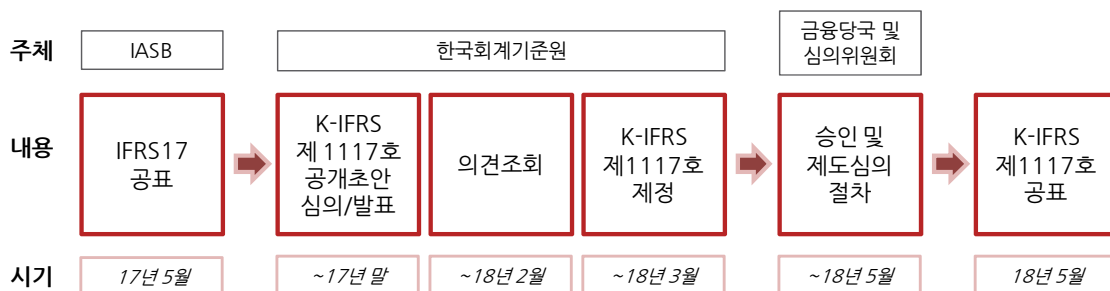 주체
IASB
한국회계기준원
금융당국 및
심의위원회
내용
IFRS17
공표
K-IFRS
제 1117호
공개초안
심의/발표
의견조회
K-IFRS
제1117호
제정
승인 및
제도심의
절차
K-IFRS
제1117호
공표
시기
17년 5월
~17년 말
~18년 2월
~18년 3월
~18년 5월
18년 5월